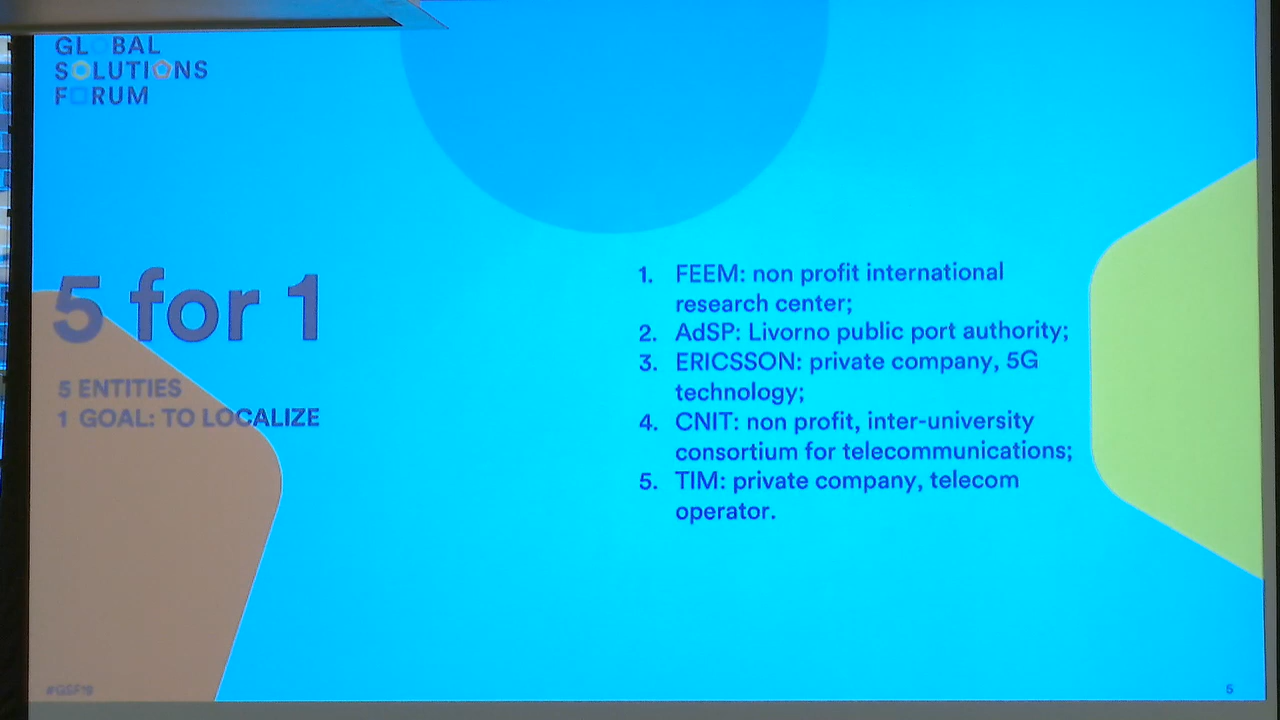 GLOBAL
SOLUTIONS
FORUM
5 for 1
5 ENTITIES
1 GOAL: TO LOCALIZE
1. FEEM: non profit international
research center;
2. AdSP: Livorno public port authority;
3. ERICSSON: private company, 5G
technology;
4. CNIT: non profit, inter-university
consortium for telecommunications;
5. TIM: private company, telecom
operator.
#GSF19
5